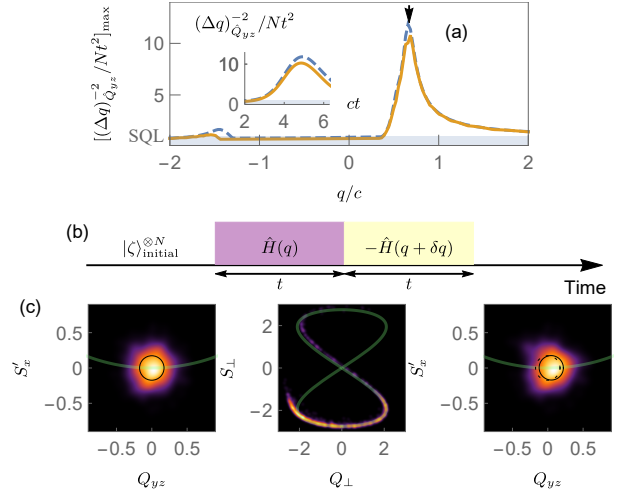 [(Δq)^{-2}_{\hat{Q}_{yz}}/Nt^2]_{max}
10
5
SQL
(Δq)^{-2}_{\hat{Q}_{yz}}/Nt^2
10
5
2 4 6 ct
(a)
-2 -1 0 1 2
q/c
(b)
|ζ⟩^{⊗N}_{initial}
Ĥ(q)
-Ĥ(q + δq)
t
t
Time
(c)
S'_x
0.5
0
-0.5
-0.5 0 0.5
Q_{yz}
S_⊥
2
0
-2
-2 0 2
Q_⊥
S'_x
0.5
0
-0.5
-0.5 0 0.5
Q_{yz}